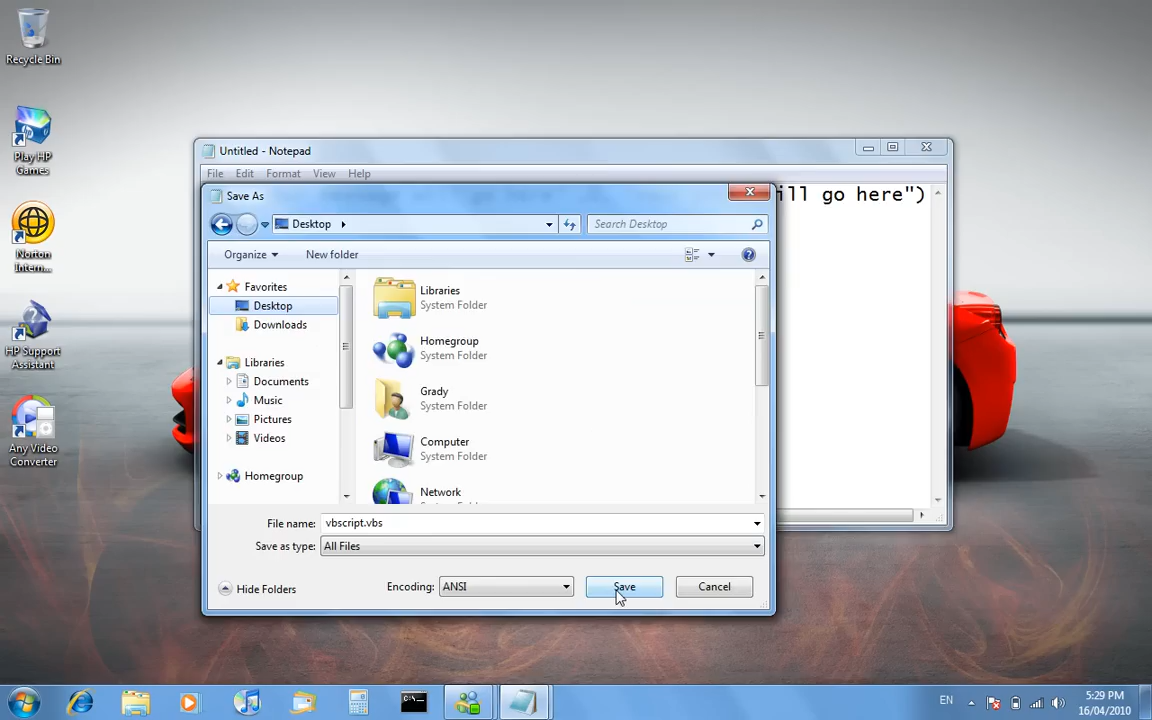 Recycle Bin
Play HP
Games
Norton
Intern...
HP Support
Assistant
Any Video
Converter
Untitled - Notepad
File Edit Format View Help
ill go here")
Save As
Desktop
Search Desktop
Organize New folder
Favorites
Desktop
Downloads
Libraries
Documents
Music
Pictures
Videos
Homegroup
Libraries
System Folder
Homegroup
System Folder
Grady
System Folder
Computer
System Folder
Network
File name: vbscript.vbs
Save as type: All Files
Hide Folders Encoding: ANSI Save Cancel
EN
5:29 PM
16/04/2010